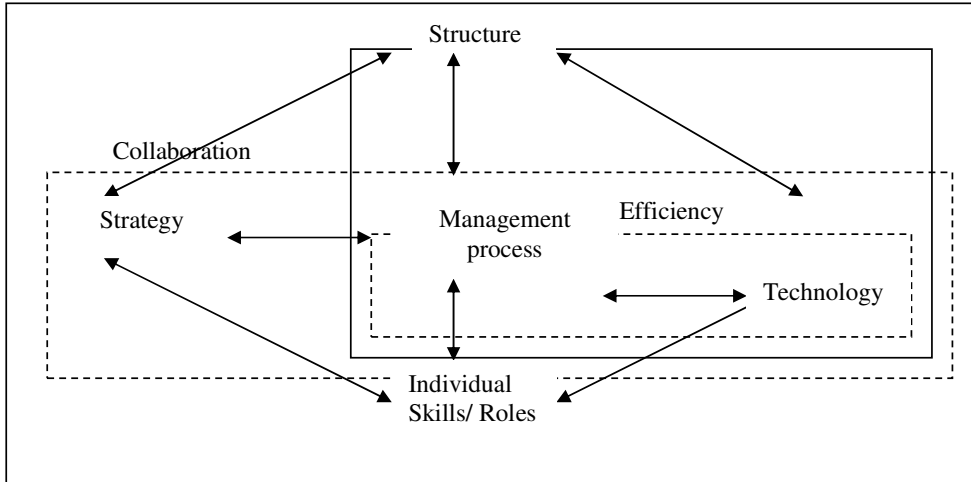 Structure
Collaboration
Strategy
Management
process
Efficiency
Technology
Individual
Skills/ Roles